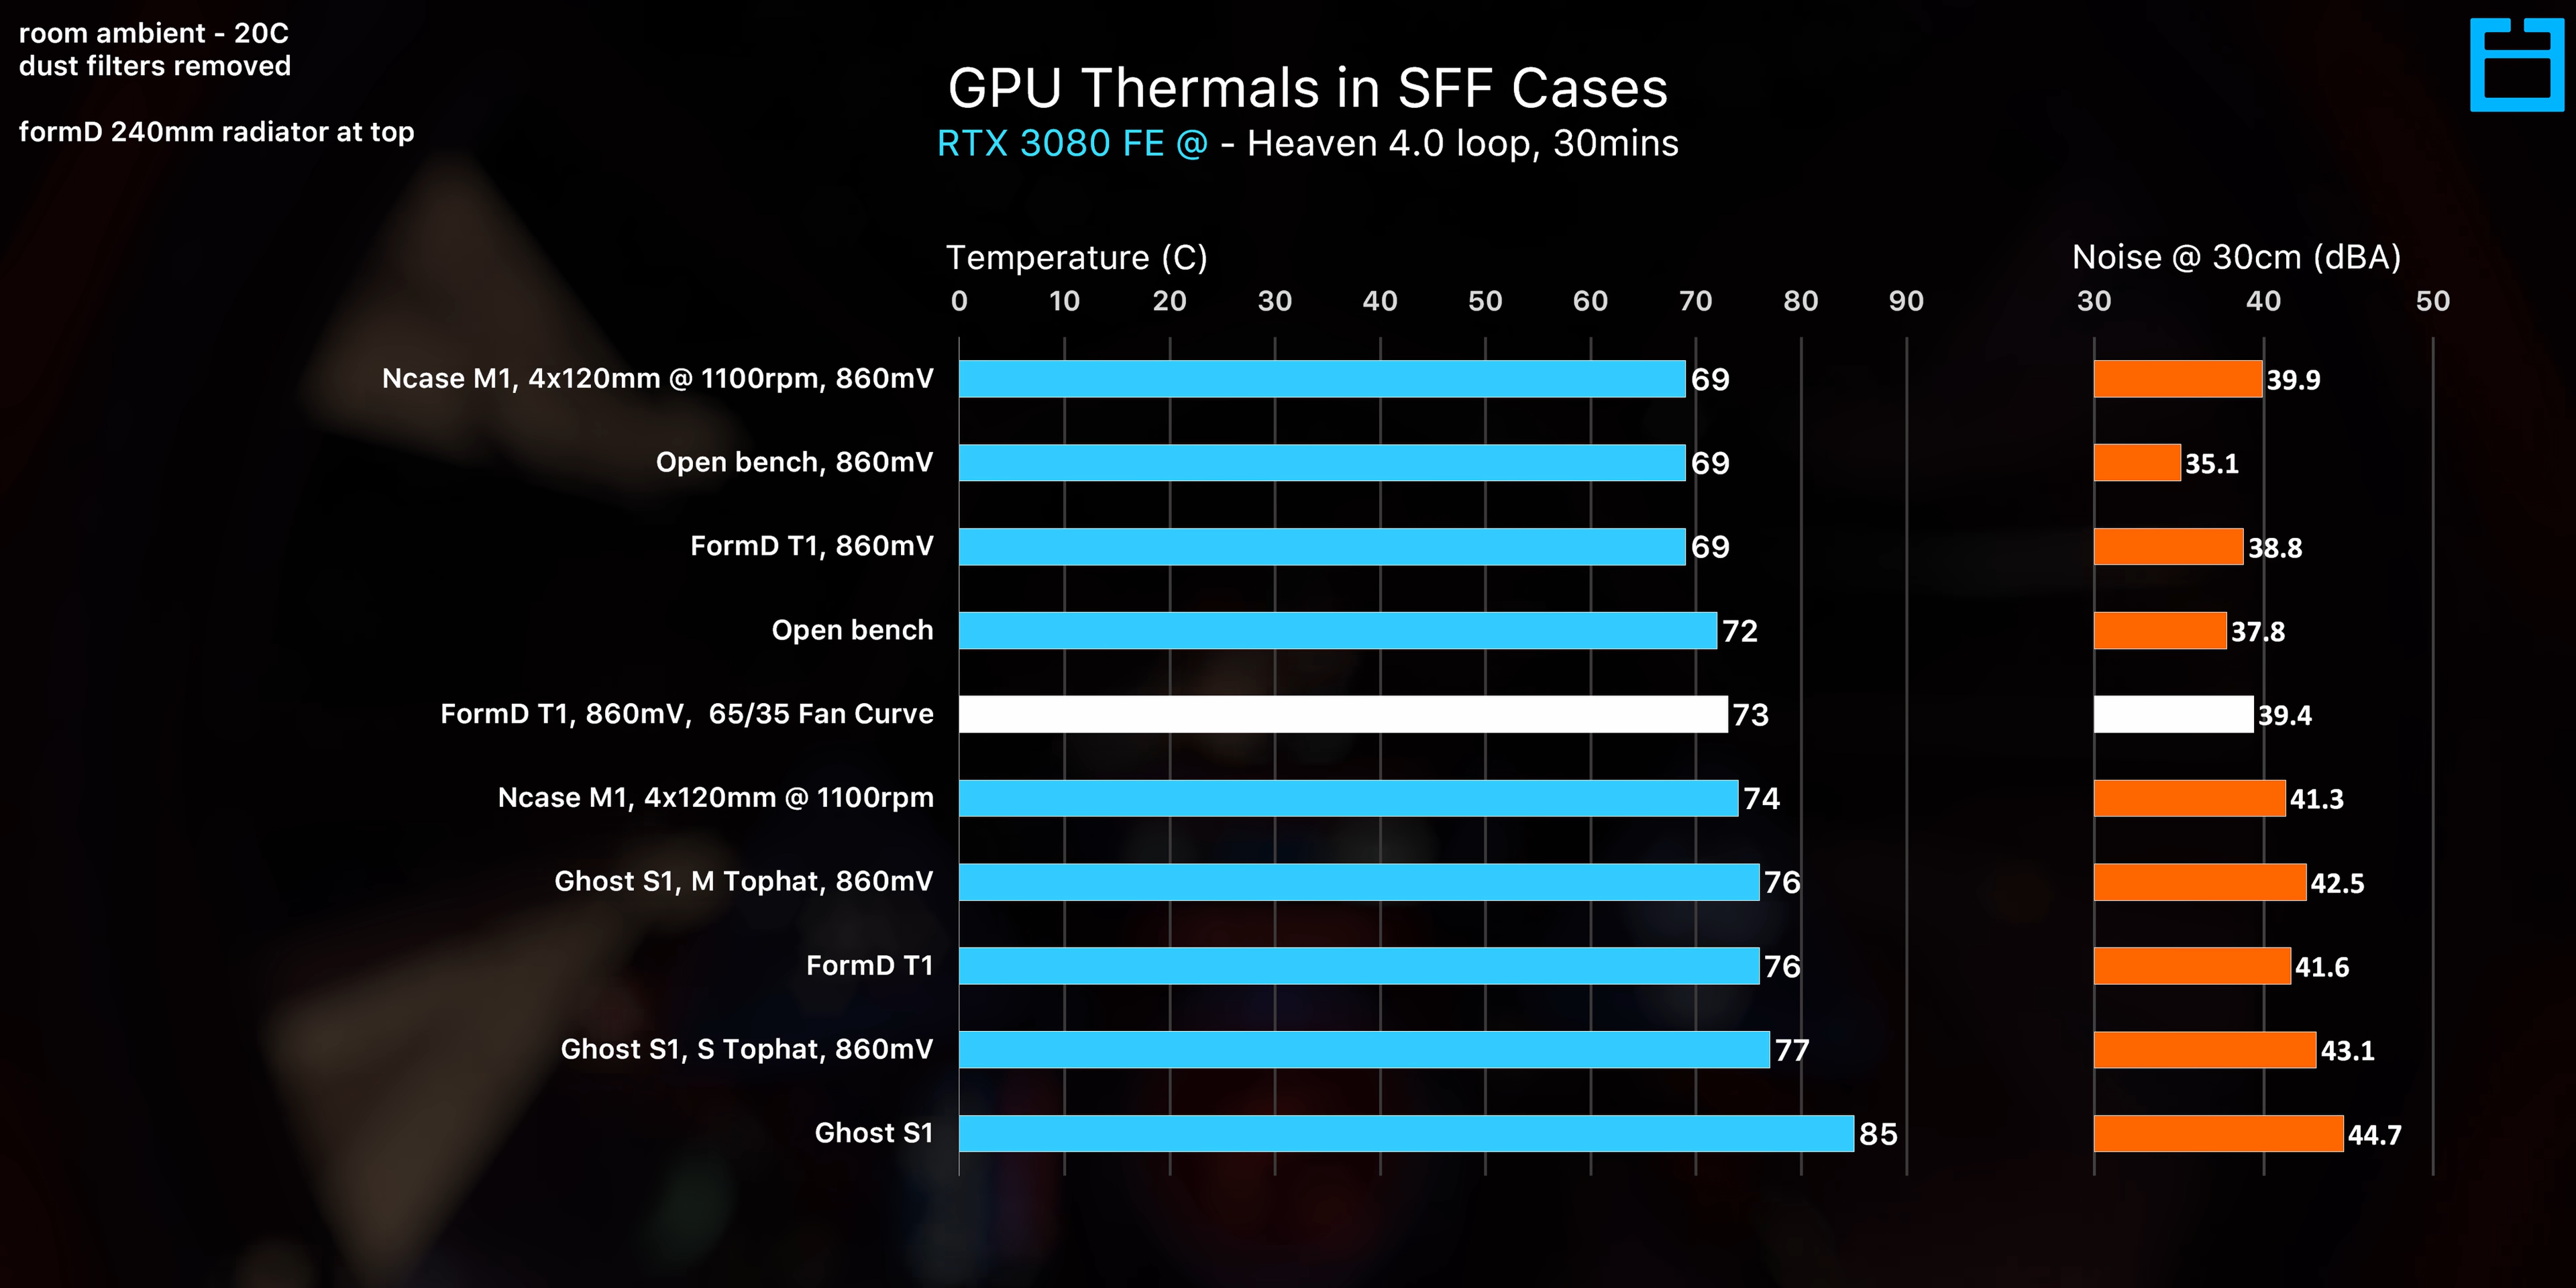 room ambient - 20C
dust filters removed
formD 240mm radiator at top
GPU Thermals in SFF Cases
RTX 3080 FE @ - Heaven 4.0 loop, 30mins
Temperature (C)
0 10 20 30 40 50 60 70 80 90
Noise @ 30cm (dBA)
30 40 50
Ncase M1, 4x120mm @ 1100rpm, 860mV 69 39.9
Open bench, 860mV 69 35.1
FormD T1, 860mV 69 38.8
Open bench 72 37.8
FormD T1, 860mV,  65/35 Fan Curve 73 39.4
Ncase M1, 4x120mm @ 1100rpm 74 41.3
Ghost S1, M Tophat, 860mV 76 42.5
FormD T1 76 41.6
Ghost S1, S Tophat, 860mV 77 43.1
Ghost S1 85 44.7